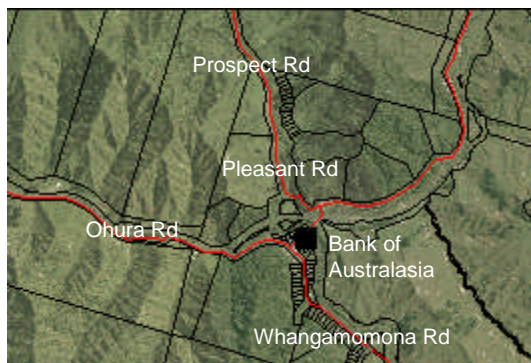 Prospect Rd
Pleasant Rd
Ohura Rd
Bank of
Australasia
Whangamomona Rd